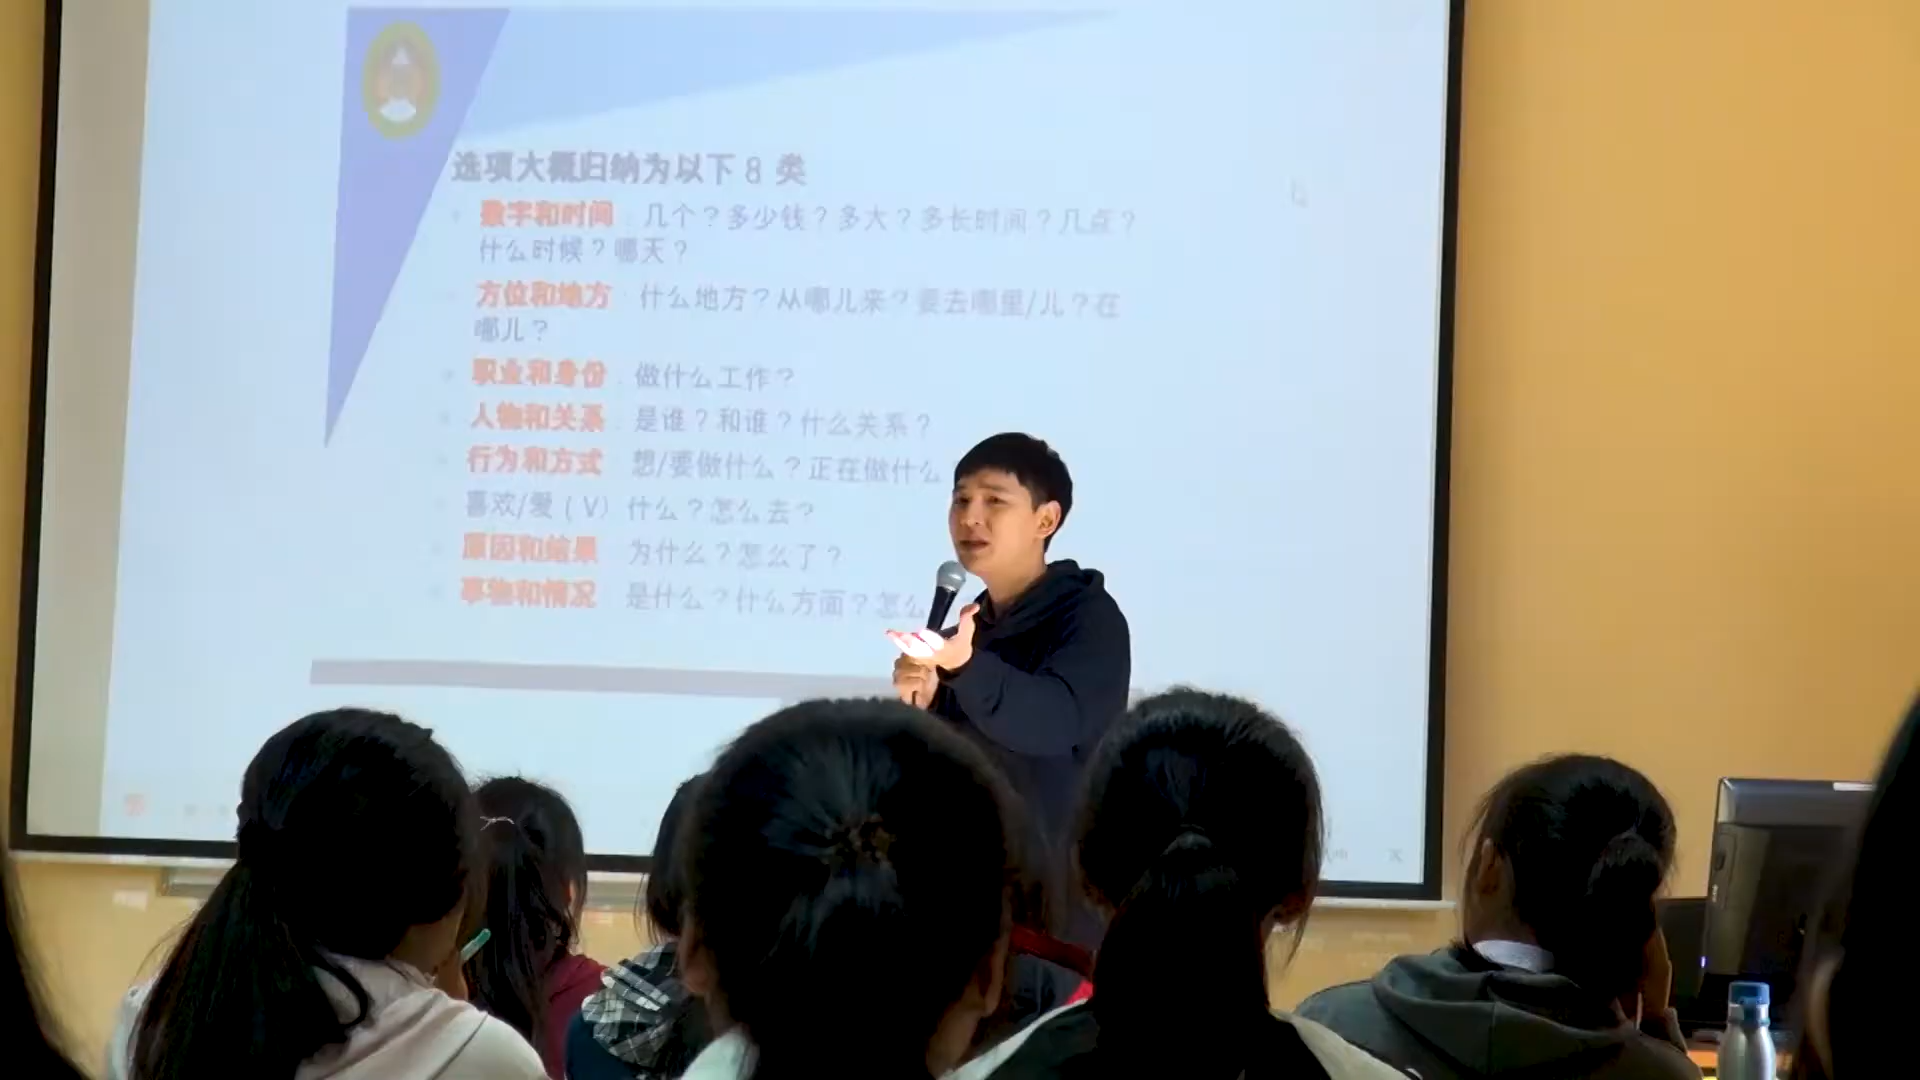 选项大概归纳为以下 8 类
数字和时间：几个？多少钱？多大？多长时间？几点？
什么时候？哪天？
方位和地方：什么地方？从哪儿来？要去哪里/儿？在
哪儿？
职业和身份：做什么工作？
人物和关系：是谁？和谁？什么关系？
行为和方式：想/要做什么？正在做什么
喜欢/爱（V）什么？怎么去？
原因和结果 为什么？怎么了？
事物和情况 是什么？什么方面？怎么